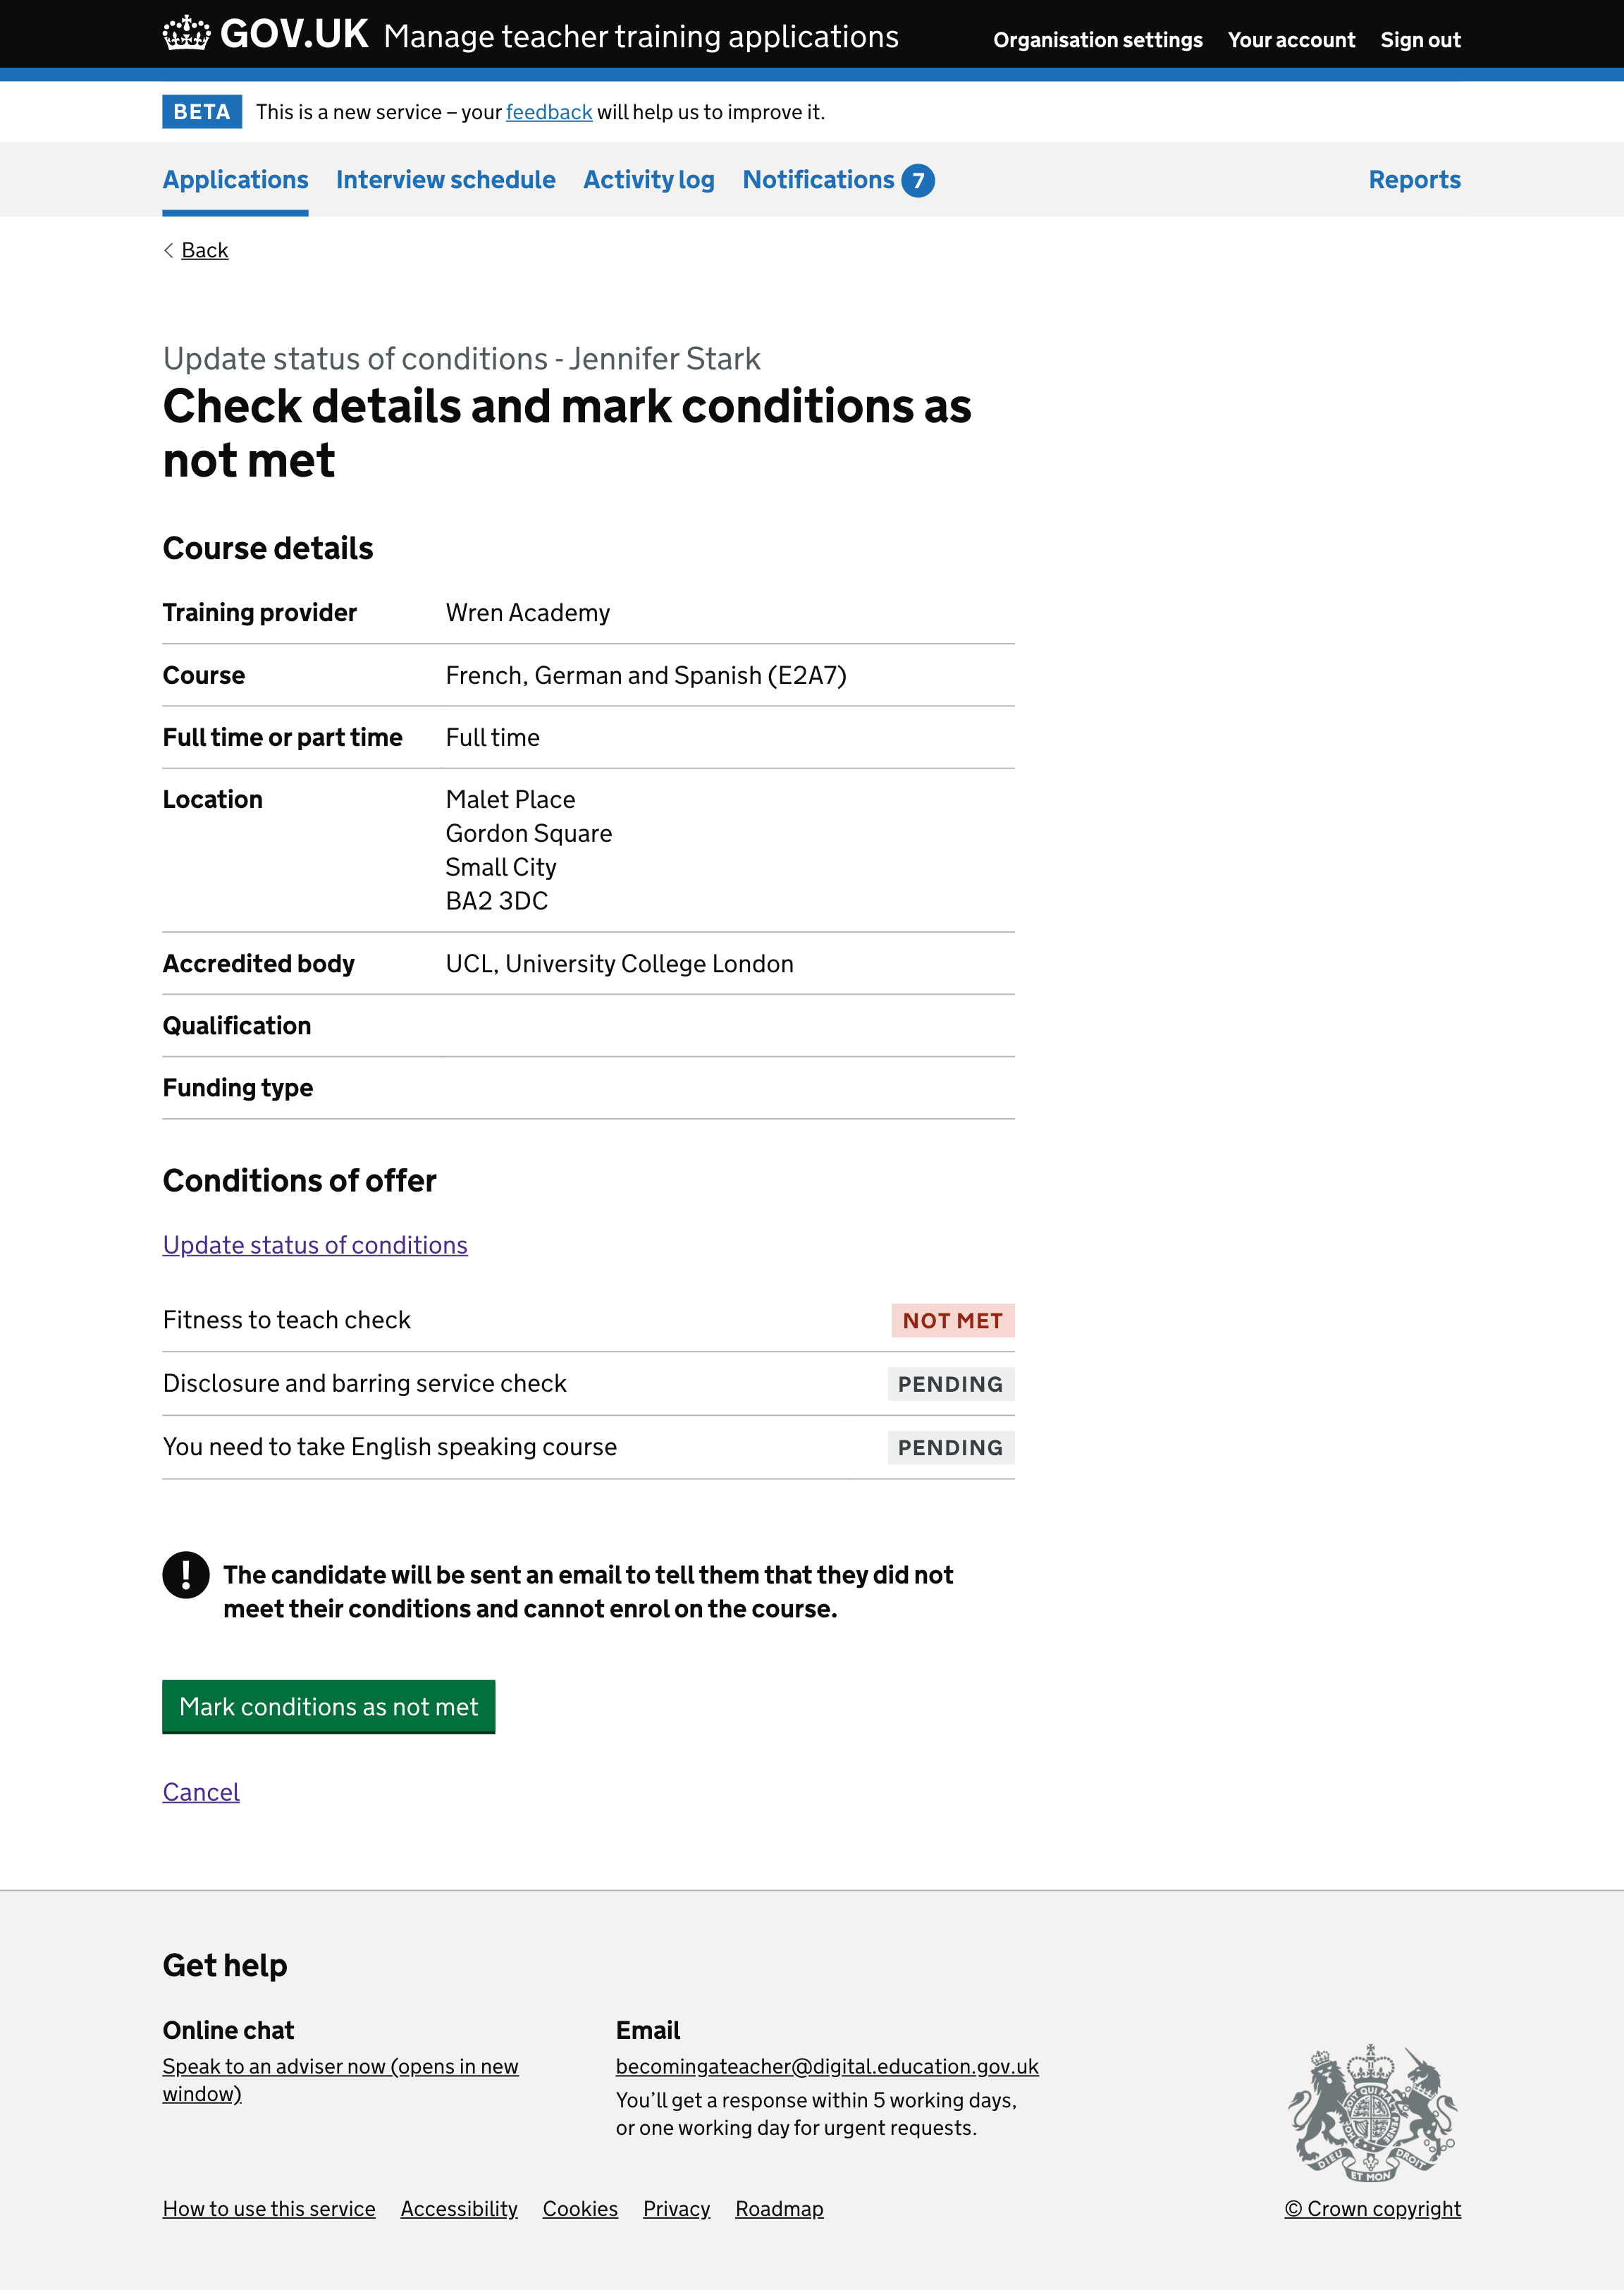 GOV.UK Manage teacher training applications Organisation settings Your account Sign out
BETA This is a new service – your feedback will help us to improve it.
Applications Interview schedule Activity log Notifications 7 Reports
Back
Update status of conditions - Jennifer Stark
Check details and mark conditions as
not met
Course details
Training provider Wren Academy
Course French, German and Spanish (E2A7)
Full time or part time Full time
Location Malet Place
Gordon Square
Small City
BA2 3DC
Accredited body UCL, University College London
Qualification
Funding type
Conditions of offer
Update status of conditions
Fitness to teach check NOT MET
Disclosure and barring service check PENDING
You need to take English speaking course PENDING
! The candidate will be sent an email to tell them that they did not
meet their conditions and cannot enrol on the course.
Mark conditions as not met
Cancel
Get help
Online chat
Speak to an adviser now (opens in new
window)
Email
becomingateacher@digital.education.gov.uk
You’ll get a response within 5 working days,
or one working day for urgent requests.
DIEU ET MON DROIT
How to use this service Accessibility Cookies Privacy Roadmap
© Crown copyright